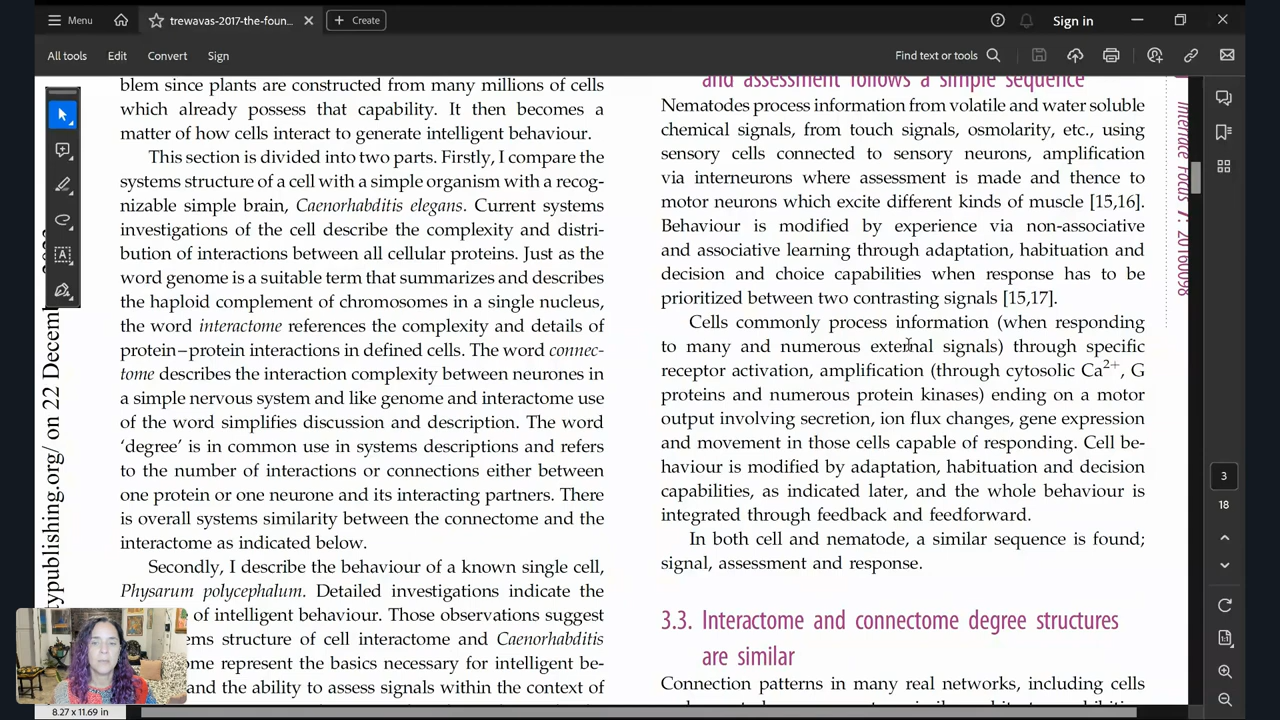 Menu
trewavas-2017-the-foun...
Create
Sign in
All tools
Edit
Convert
Sign
Find text or tools
blem since plants are constructed from many millions of cells
which already possess that capability. It then becomes a
matter of how cells interact to generate intelligent behaviour.
This section is divided into two parts. Firstly, I compare the
systems structure of a cell with a simple organism with a recog-
nizable simple brain, Caenorhabditis elegans. Current systems
investigations of the cell describe the complexity and distri-
bution of interactions between all cellular proteins. Just as the
word genome is a suitable term that summarizes and describes
the haploid complement of chromosomes in a single nucleus,
the word interactome references the complexity and details of
protein–protein interactions in defined cells. The word connec-
tome describes the interaction complexity between neurones in
a simple nervous system and like genome and interactome use
of the word simplifies discussion and description. The word
‘degree’ is in common use in systems descriptions and refers
to the number of interactions or connections either between
one protein or one neurone and its interacting partners. There
is overall systems similarity between the connectome and the
interactome as indicated below.
Secondly, I describe the behaviour of a known single cell,
Physarum polycephalum. Detailed investigations indicate the
of intelligent behaviour. Those observations suggest
structure of cell interactome and Caenorhabditis
represent the basics necessary for intelligent be-
and the ability to assess signals within the context of
and assessment follows a simple sequence
Nematodes process information from volatile and water soluble
chemical signals, from touch signals, osmolarity, etc., using
sensory cells connected to sensory neurons, amplification
via interneurons where assessment is made and thence to
motor neurons which excite different kinds of muscle [15,16].
Behaviour is modified by experience via non-associative
and associative learning through adaptation, habituation and
decision and choice capabilities when response has to be
prioritized between two contrasting signals [15,17].
Cells commonly process information (when responding
to many and numerous external signals) through specific
receptor activation, amplification (through cytosolic Ca2+, G
proteins and numerous protein kinases) ending on a motor
output involving secretion, ion flux changes, gene expression
and movement in those cells capable of responding. Cell be-
haviour is modified by adaptation, habituation and decision
capabilities, as indicated later, and the whole behaviour is
integrated through feedback and feedforward.
In both cell and nematode, a similar sequence is found;
signal, assessment and response.
3.3. Interactome and connectome degree structures
are similar
Connection patterns in many real networks, including cells
typublishing.org/ on 22
Interface Focus 7: 20160098
3
18
8.27 x 11.69 in